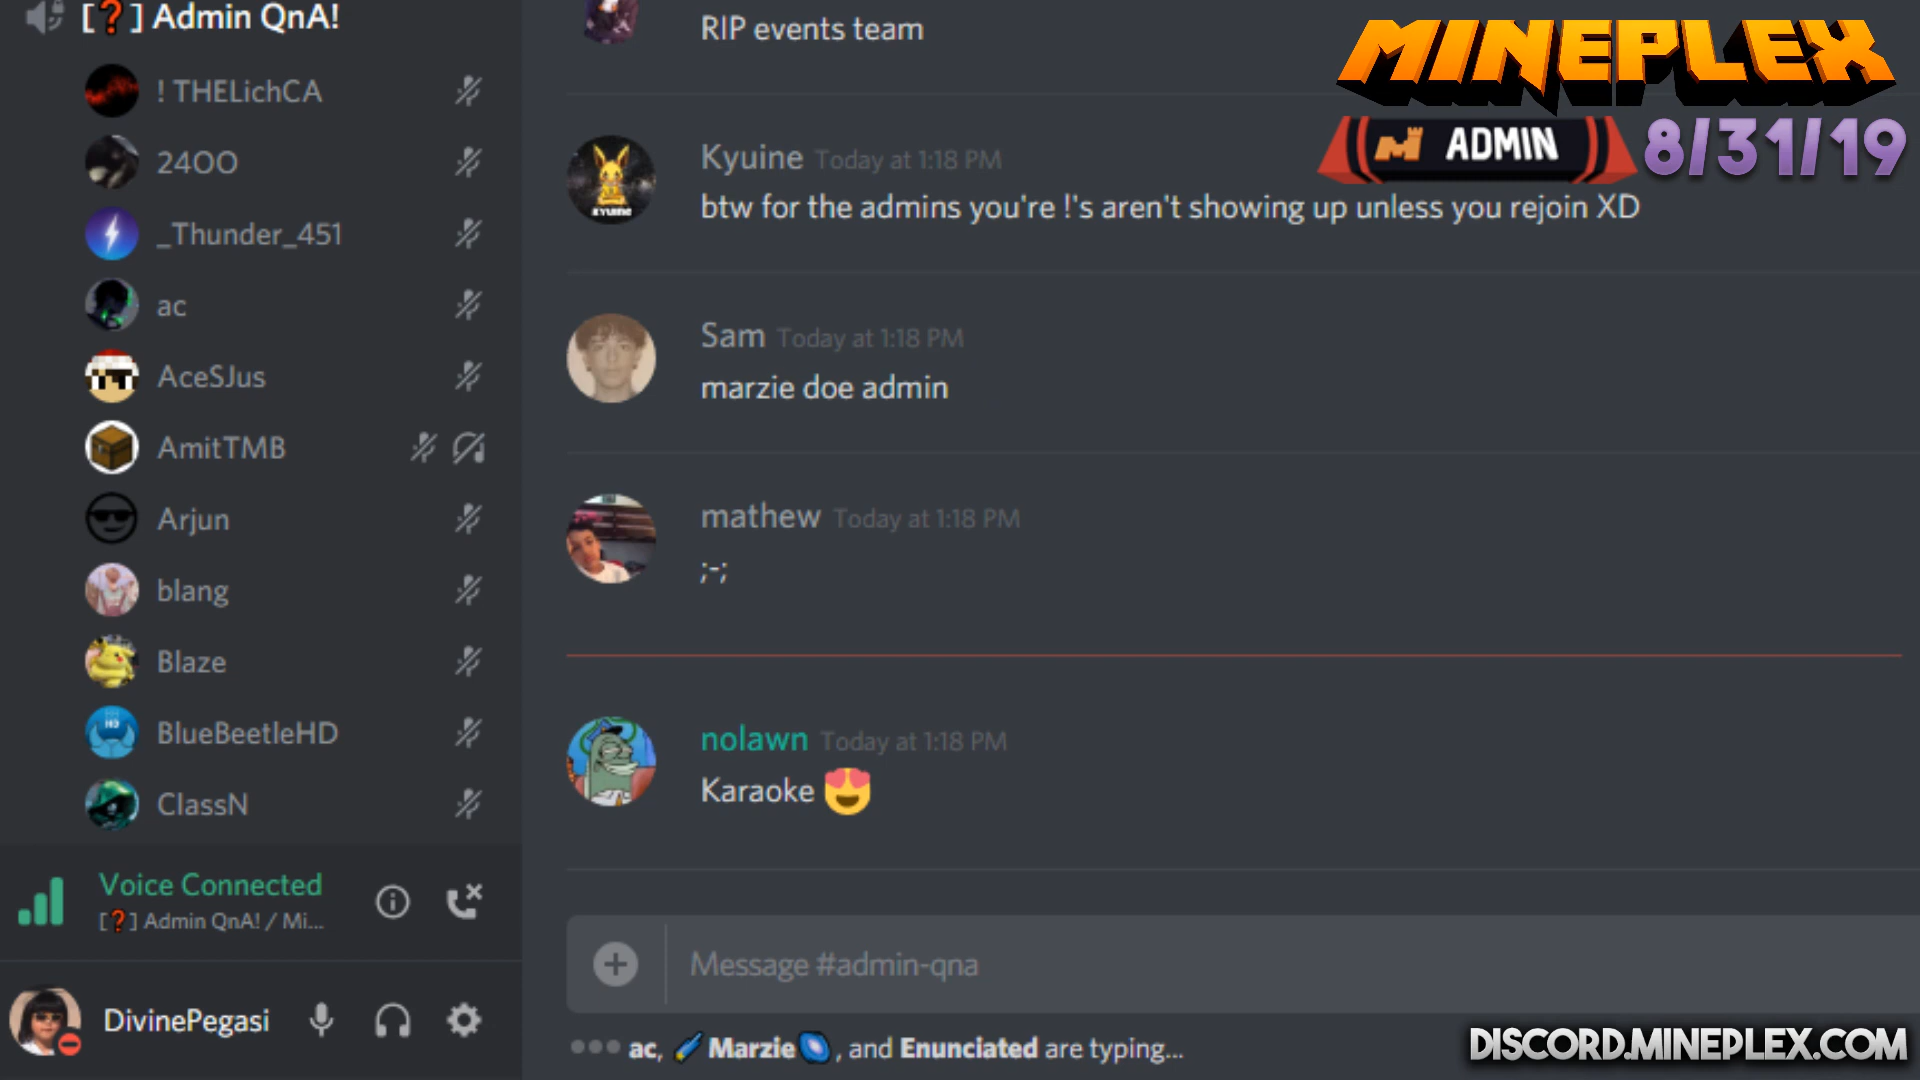 [❓] Admin QnA!
! THELichCA
24OO
_Thunder_451
ac
AceSJus
AmitTMB
Arjun
blang
Blaze
BlueBeetleHD
ClassN
Voice Connected
[❓] Admin QnA! / Mi...
DivinePegasi
RIP events team
Kyuine Today at 1:18 PM
btw for the admins you're !'s aren't showing up unless you rejoin XD
Sam Today at 1:18 PM
marzie doe admin
mathew Today at 1:18 PM
;-;
nolawn Today at 1:18 PM
Karaoke 😍
Message #admin-qna
ac, Marzie, and Enunciated are typing...
MINEPLEX
ADMIN 8/31/19
DISCORD.MINEPLEX.COM
KYUINE
HD